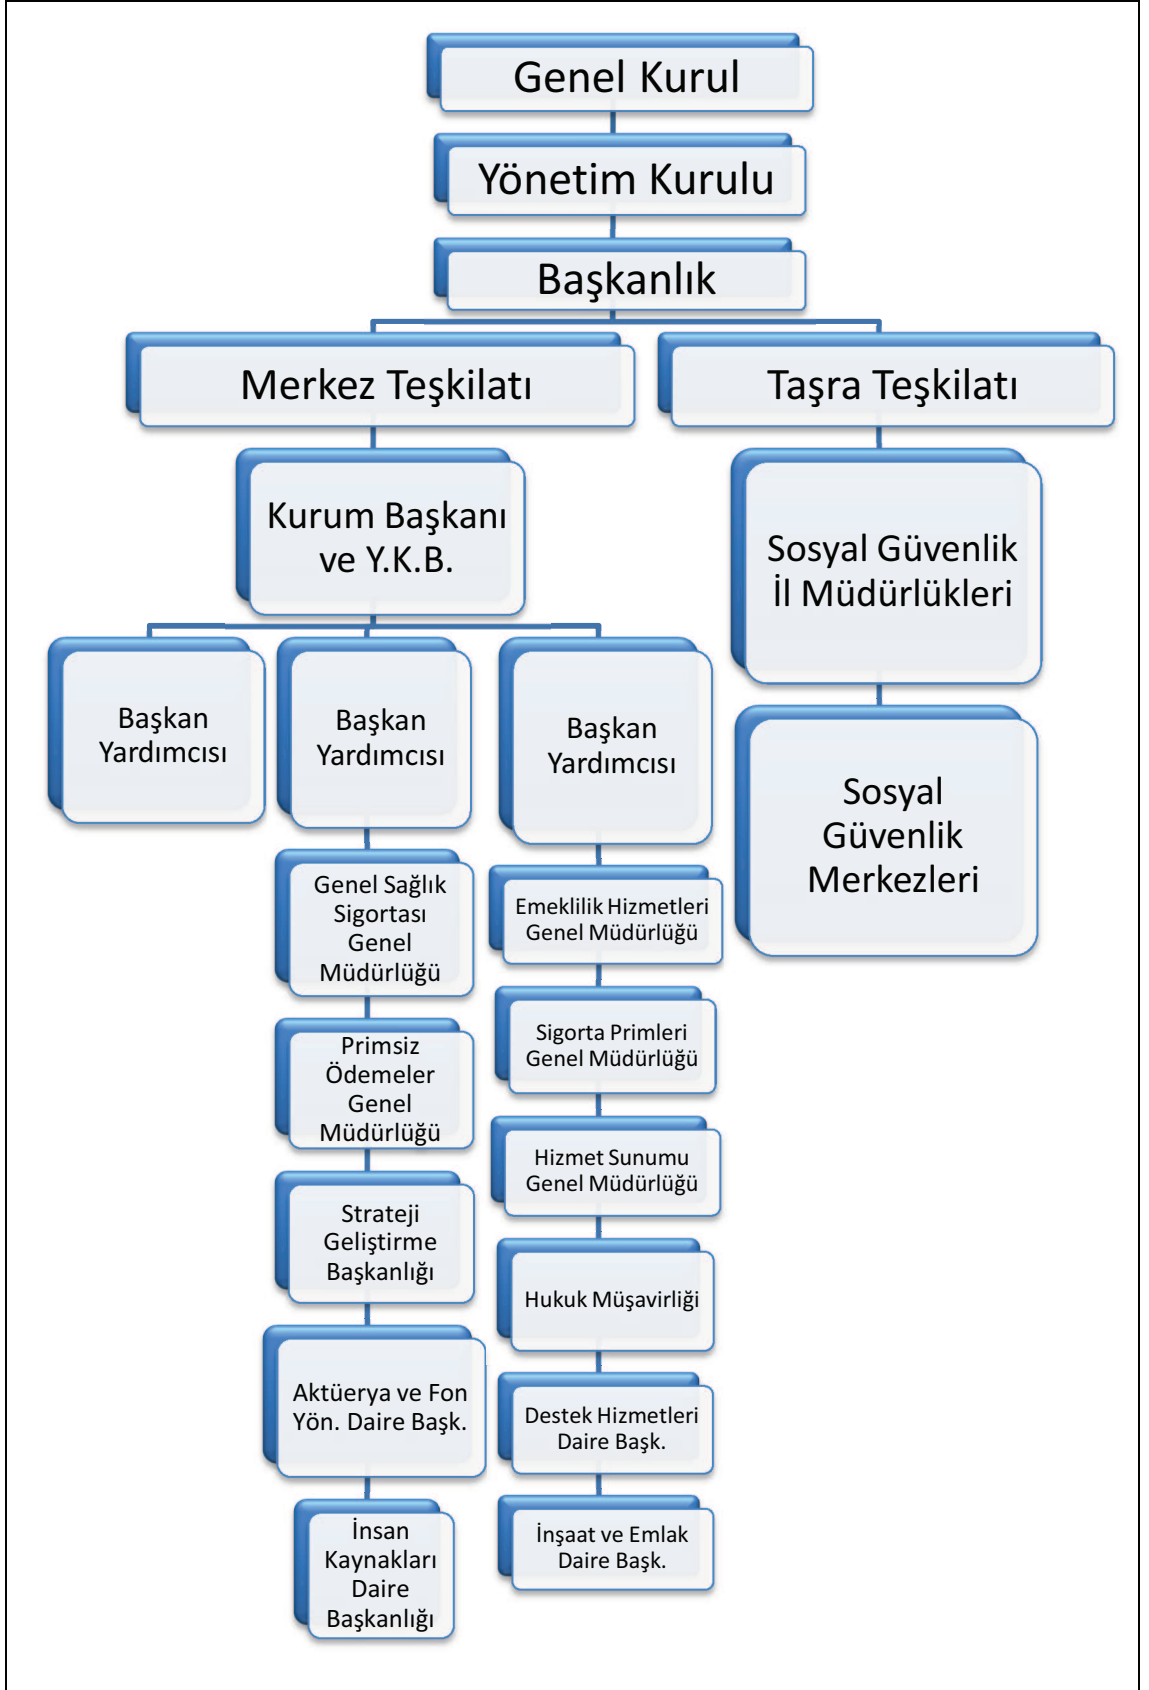 Genel Kurul
Yönetim Kurulu
Başkanlık
Merkez Teşkilatı
Taşra Teşkilatı
Kurum Başkanı
ve Y.K.B.
Sosyal Güvenlik
İl Müdürlükleri
Başkan
Yardımcısı
Başkan
Yardımcısı
Başkan
Yardımcısı
Sosyal
Güvenlik
Merkezleri
Genel Sağlık
Sigortası
Genel
Müdürlüğü
Primsiz
Ödemeler
Genel
Müdürlüğü
Strateji
Geliştirme
Başkanlığı
Aktüerya ve Fon
Yön. Daire Başk.
İnsan
Kaynakları
Daire
Başkanlığı
Emeklilik Hizmetleri
Genel Müdürlüğü
Sigorta Primleri
Genel Müdürlüğü
Hizmet Sunumu
Genel Müdürlüğü
Hukuk Müşavirliği
Destek Hizmetleri
Daire Başk.
İnşaat ve Emlak
Daire Başk.